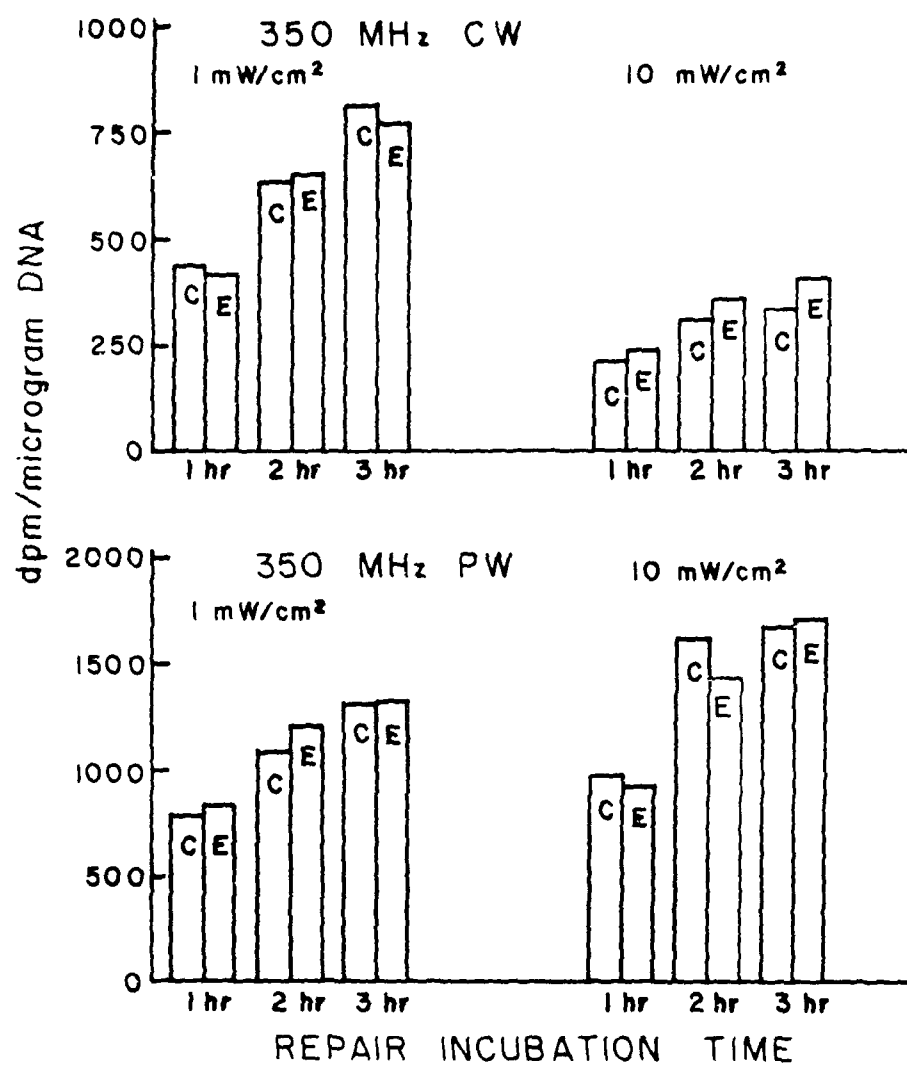 dpm/microgram DNA
350 MHz CW
1 mW/cm²
10 mW/cm²
1000
750
500
250
0
C
E
C
E
C
E
C
E
C
E
C
E
1 hr
2 hr
3 hr
1 hr
2 hr
3 hr
350 MHz PW
1 mW/cm²
10 mW/cm²
2000
1500
1000
500
0
C
E
C
E
C
E
C
E
C
E
C
E
1 hr
2 hr
3 hr
1 hr
2 hr
3 hr
REPAIR INCUBATION TIME